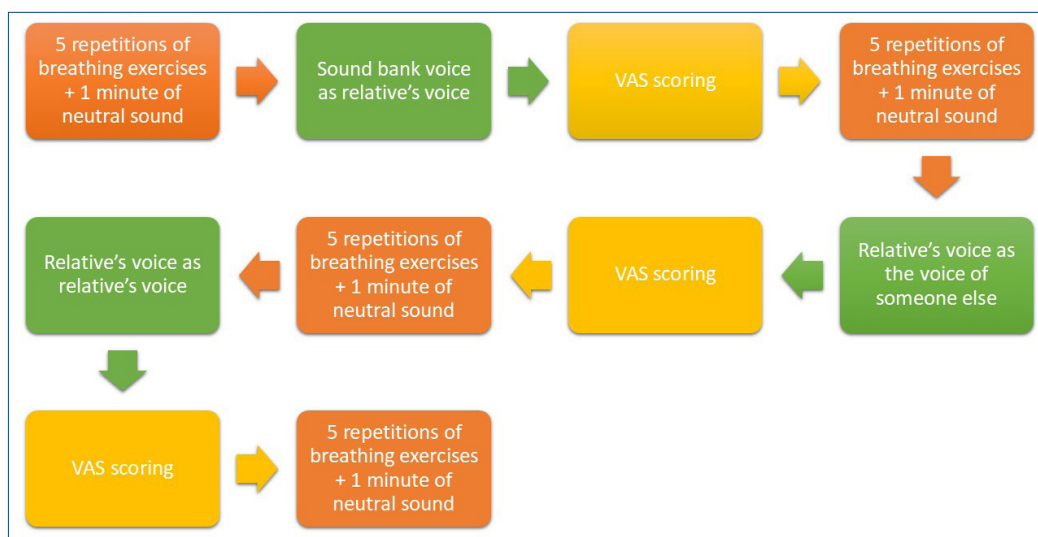 5 repetitions of
breathing exercises
+ 1 minute of
neutral sound
Sound bank voice
as relative's voice
VAS scoring
5 repetitions of
breathing exercises
+ 1 minute of
neutral sound
Relative's voice as
the voice of
someone else
VAS scoring
5 repetitions of
breathing exercises
+ 1 minute of
neutral sound
Relative's voice as
relative's voice
VAS scoring
5 repetitions of
breathing exercises
+ 1 minute of
neutral sound